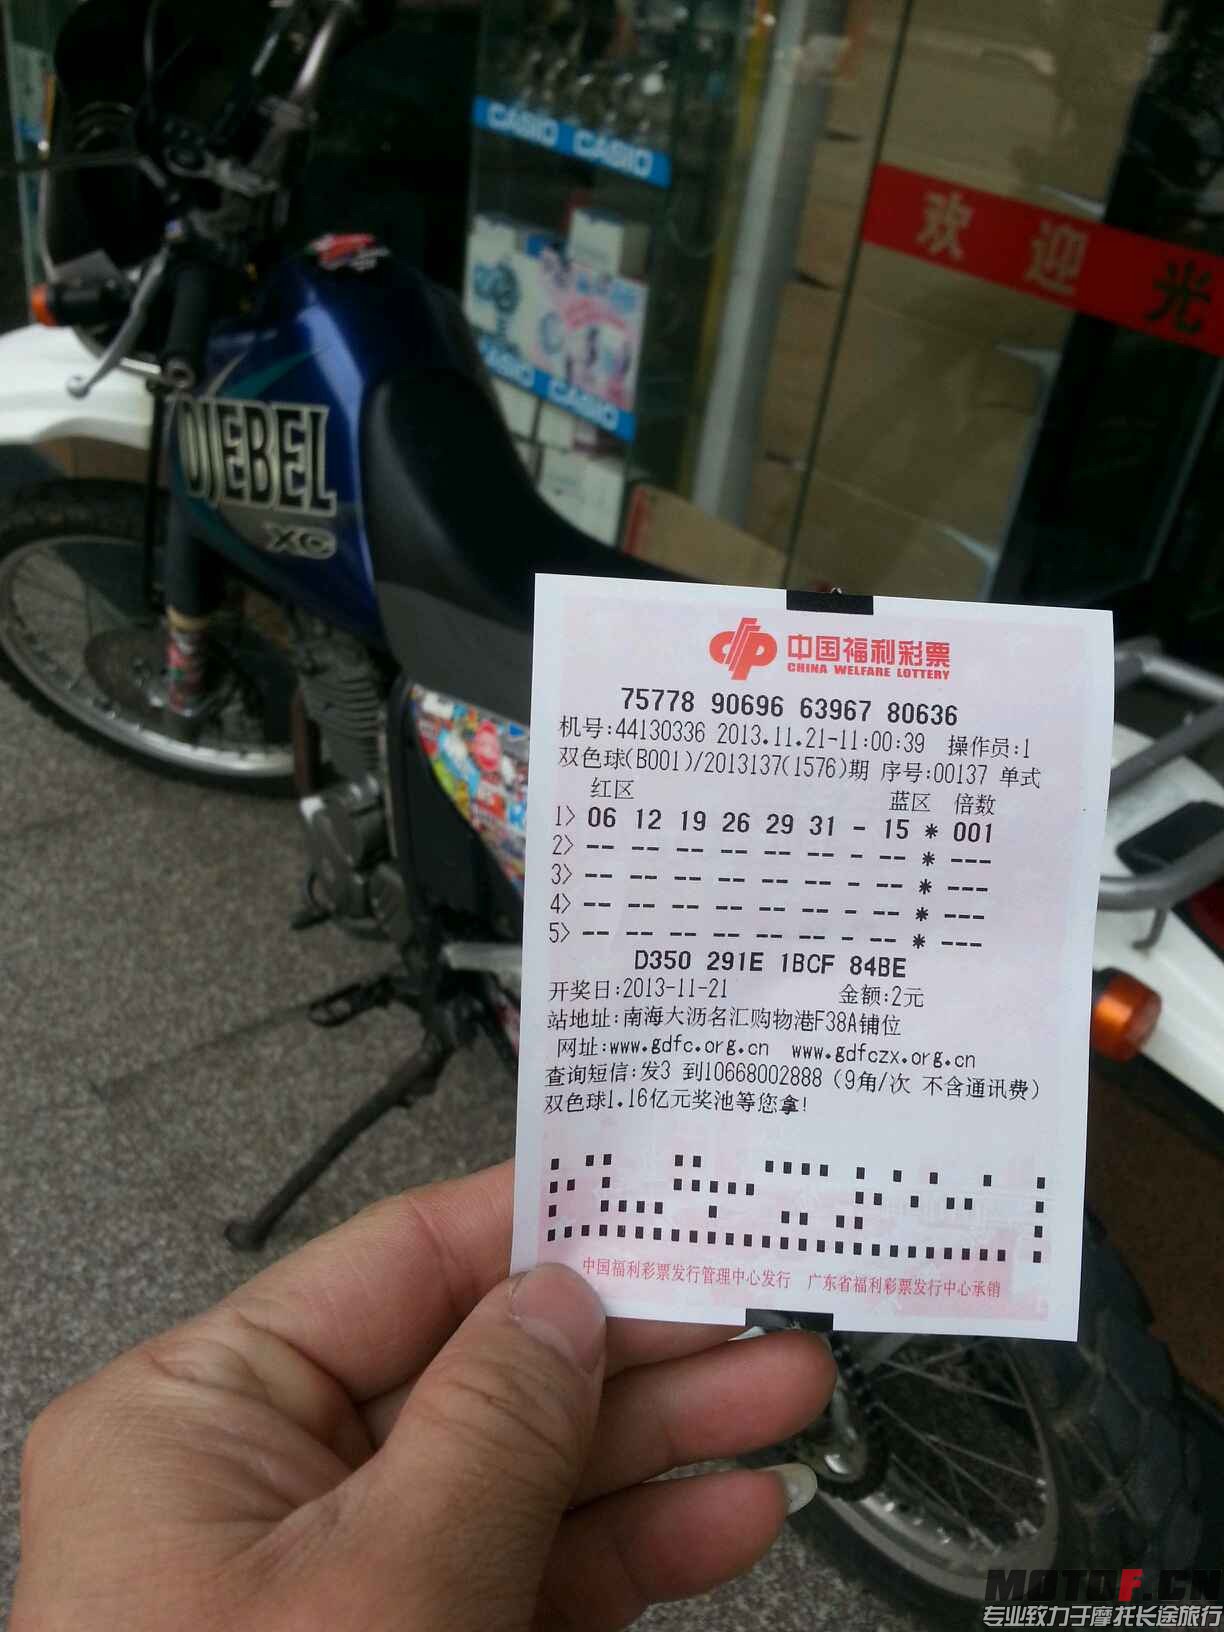 CASIO CASIO
欢迎光
CASIO CASIO
DJEBEL
XC
中国福利彩票
CHINA WELFARE LOTTERY
75778 90696 63967 80636
机号:44130336 2013.11.21-11:00:39 操作员:1
双色球(B001)/2013137(1576)期 序号:00137 单式
红区 蓝区 倍数
1> 06 12 19 26 29 31 - 15 * 001
2> -- -- -- -- -- -- - -- * ---
3> -- -- -- -- -- -- - -- * ---
4> -- -- -- -- -- -- - -- * ---
5> -- -- -- -- -- -- - -- * ---
D350 291E 1BCF 84BE
开奖日:2013-11-21 金额:2元
站地址:南海大沥名汇购物港F38A铺位
网址:www.gdfc.org.cn www.gdfczx.org.cn
查询短信:发3 到10668002888(9角/次 不含通讯费)
双色球1.16亿元奖池等您拿!
中国福利彩票发行管理中心发行 广东省福利彩票发行中心承销
MOTOF.CN
专业致力于摩托长途旅行